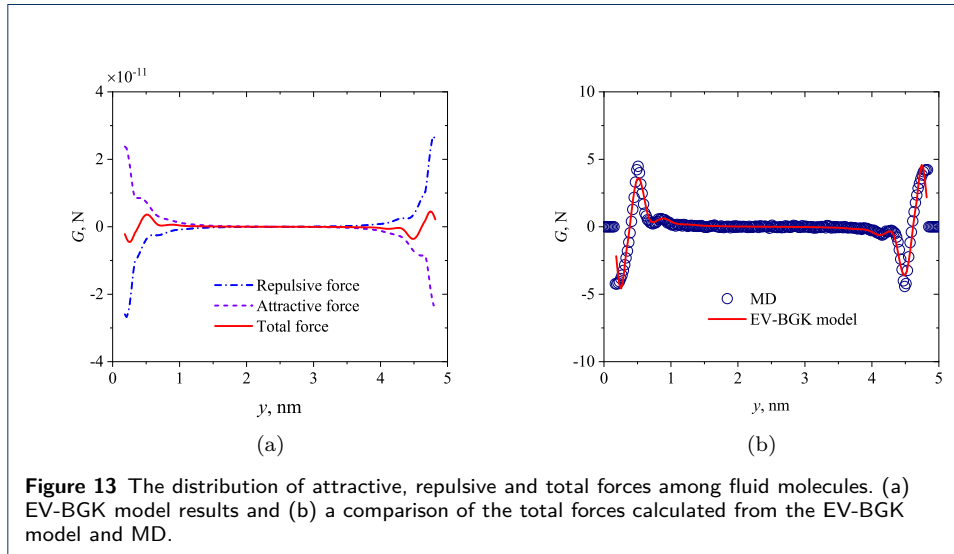 ×10⁻¹¹
4
2
0
-2
-4
G, N
Repulsive force
Attractive force
Total force
0 1 2 3 4 5
y, nm
(a)
10
5
0
-5
-10
G, N
MD
EV-BGK model
0 1 2 3 4 5
y, nm
(b)
Figure 13 The distribution of attractive, repulsive and total forces among fluid molecules. (a)
EV-BGK model results and (b) a comparison of the total forces calculated from the EV-BGK
model and MD.